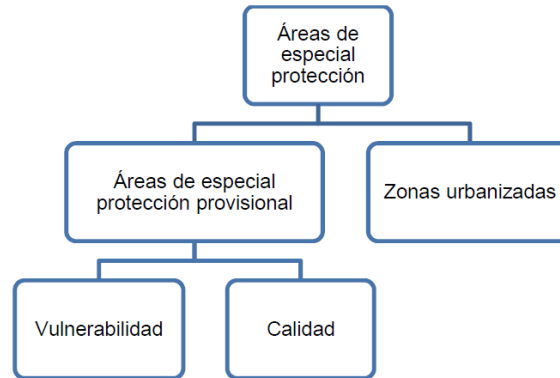 Áreas de
especial
protección
Áreas de especial
protección provisional
Zonas urbanizadas
Vulnerabilidad
Calidad